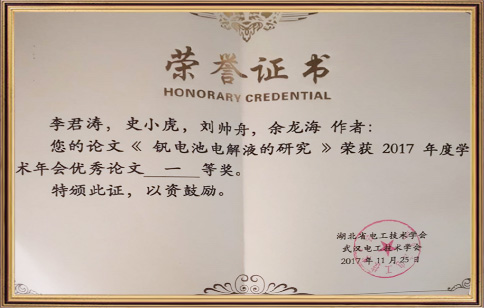 荣誉证书
HONORARY CREDENTIAL
李君涛，史小虎，刘帅舟，余龙海 作者：
您的论文《 钒电池电解液的研究 》荣获 2017 年度学
术年会优秀论文 一 等奖。
特颁此证，以资鼓励。
湖北省电工技术学会
武汉电工技术学会
2017 年 11 月 25 日